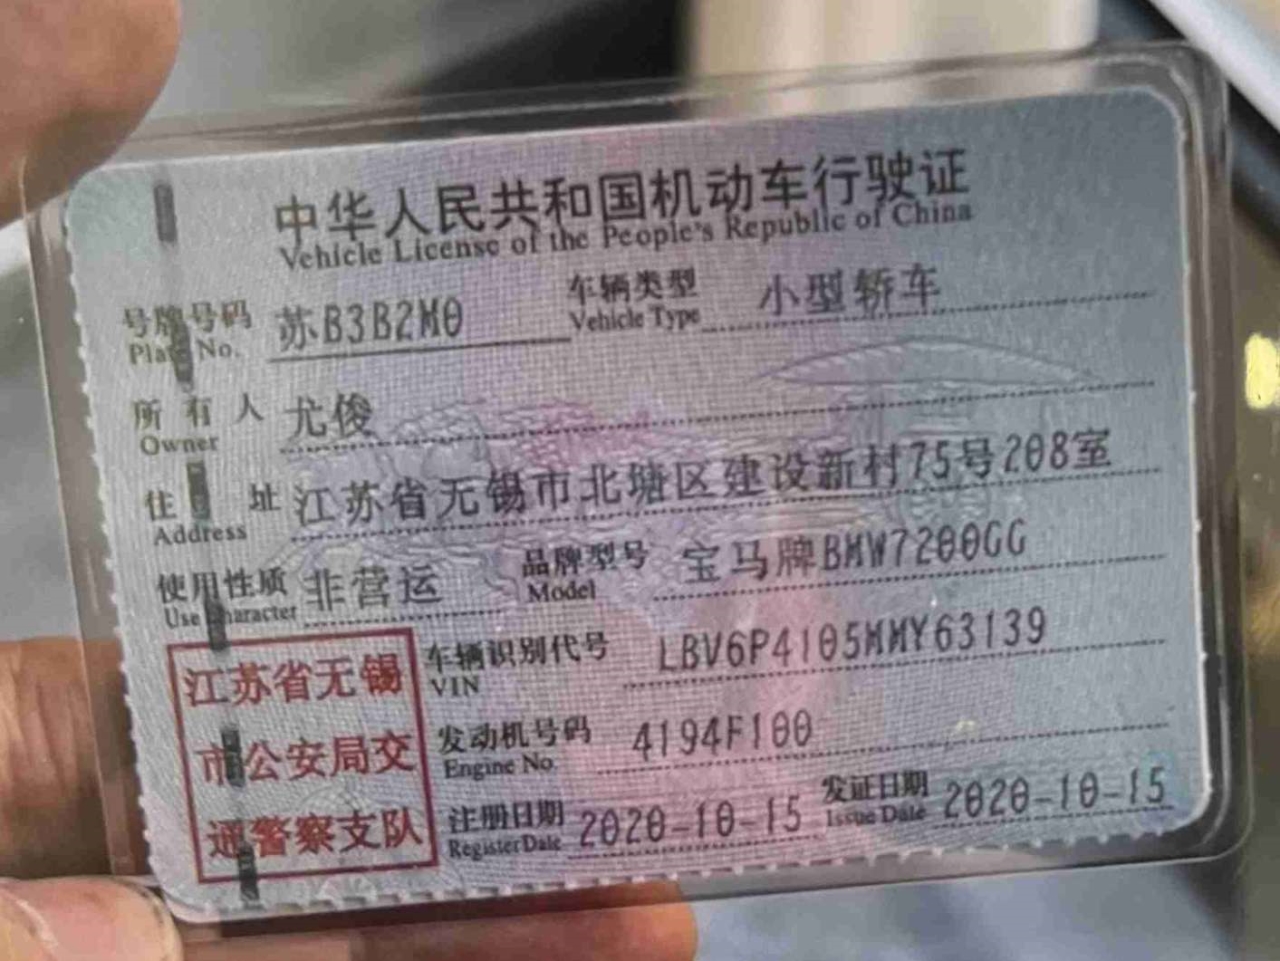 中华人民共和国机动车行驶证
Vehicle License of the People's Republic of China
号牌号码 苏B3B2M0 车辆类型 小型轿车
Plate No. Vehicle Type
所有人 尤俊
Owner
住址 江苏省无锡市北塘区建设新村75号208室
Address
使用性质 非营运 品牌型号 宝马牌BMW7200GG
Use Character Model
江苏省无锡
市公安局交
通警察支队
车辆识别代号 LBV6P4105MMY63139
VIN
发动机号码 4194F100
Engine No.
注册日期 2020-10-15 发证日期 2020-10-15
Register Date Issue Date